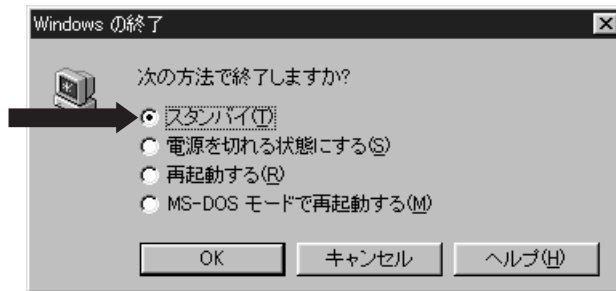 Windows の終了
次の方法で終了しますか?
スタンバイ(T)
電源を切れる状態にする(S)
再起動する(R)
MS-DOS モードで再起動する(M)
OK キャンセル ヘルプ(H)